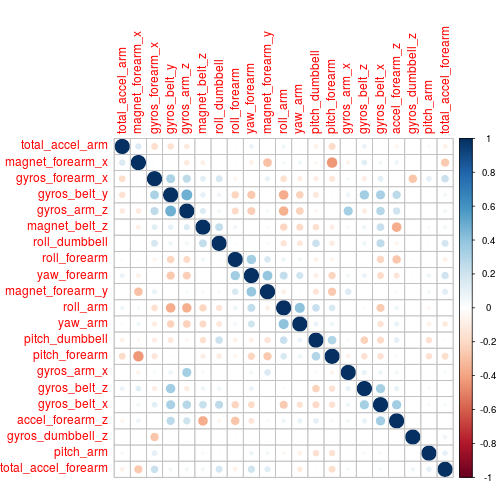 total_accel_arm
magnet_forearm_x
gyros_forearm_x
gyros_belt_y
gyros_arm_z
magnet_belt_z
roll_dumbbell
roll_forearm
yaw_forearm
magnet_forearm_y
roll_arm
yaw_arm
pitch_dumbbell
pitch_forearm
gyros_arm_x
gyros_belt_z
gyros_belt_x
accel_forearm_z
gyros_dumbbell_z
pitch_arm
total_accel_forearm
total_accel_arm
magnet_forearm_x
gyros_forearm_x
gyros_belt_y
gyros_arm_z
magnet_belt_z
roll_dumbbell
roll_forearm
yaw_forearm
magnet_forearm_y
roll_arm
yaw_arm
pitch_dumbbell
pitch_forearm
gyros_arm_x
gyros_belt_z
gyros_belt_x
accel_forearm_z
gyros_dumbbell_z
pitch_arm
total_accel_forearm
1
0.8
0.6
0.4
0.2
0
-0.2
-0.4
-0.6
-0.8
-1